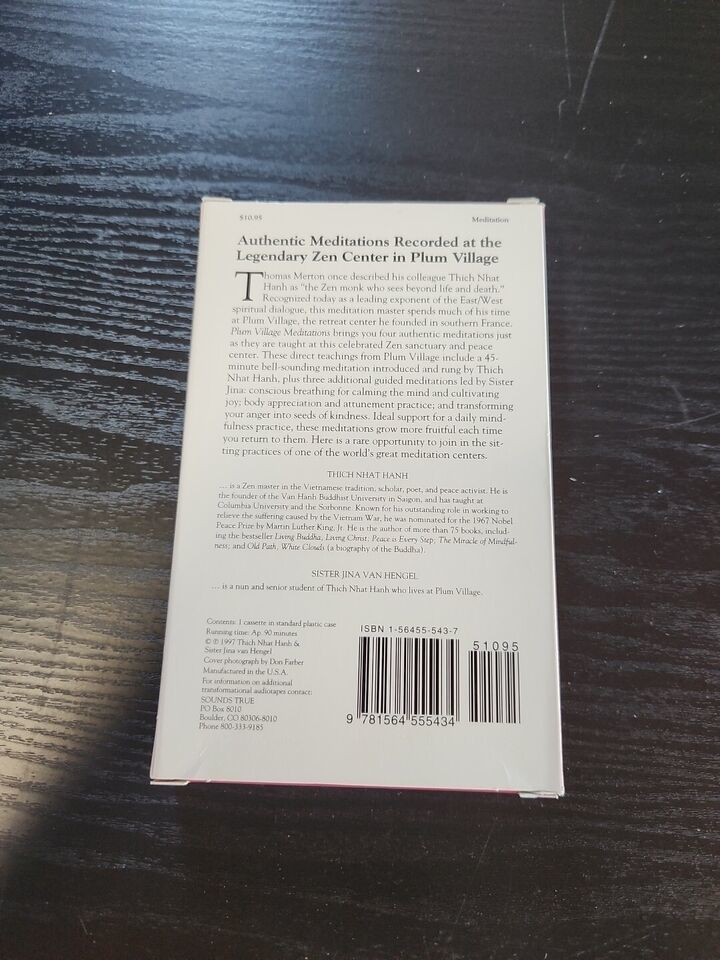 $10.95
Meditation
Authentic Meditations Recorded at the
Legendary Zen Center in Plum Village
Thomas Merton once described his colleague Thich Nhat
Hanh as "the Zen monk who sees beyond life and death."
Recognized today as a leading exponent of the East/West
spiritual dialogue, this meditation master spends much of his time
at Plum Village, the retreat center he founded in southern France.
Plum Village Meditations brings you four authentic meditations just
as they are taught at this celebrated Zen sanctuary and peace
center. These direct teachings from Plum Village include a 45-
minute bell-sounding meditation introduced and rung by Thich
Nhat Hanh, plus three additional guided meditations led by Sister
Jina: conscious breathing for calming the mind and cultivating
joy; body appreciation and attunement practice; and transforming
your anger into seeds of kindness. Ideal support for a daily mind-
fulness practice, these meditations grow more fruitful each time
you return to them. Here is a rare opportunity to join in the sit-
ting practices of one of the world's great meditation centers.
THICH NHAT HANH
... is a Zen master in the Vietnamese tradition, scholar, poet, and peace activist. He is
the founder of the Van Hanh Buddhist University in Saigon, and has taught at
Columbia University and the Sorbonne. Known for his outstanding role in working to
relieve the suffering caused by the Vietnam War, he was nominated for the 1967 Nobel
Peace Prize by Martin Luther King, Jr. He is the author of more than 75 books, includ-
ing the bestseller Living Buddha, Living Christ; Peace is Every Step; The Miracle of Mindful-
ness; and Old Path, White Clouds (a biography of the Buddha).
SISTER JINA VAN HENGEL
... is a nun and senior student of Thich Nhat Hanh who lives at Plum Village.
Contents: 1 cassette in standard plastic case
Running time: Ap. 90 minutes
© ℗ 1997 Thich Nhat Hanh &
Sister Jina van Hengel
Cover photograph by Don Farber
Manufactured in the U.S.A.
For information on additional
transformational audiotapes contact:
SOUNDS TRUE
PO Box 8010
Boulder, CO 80306-8010
Phone 800-333-9185
ISBN 1-56455-543-7
51095
9 781564 555434